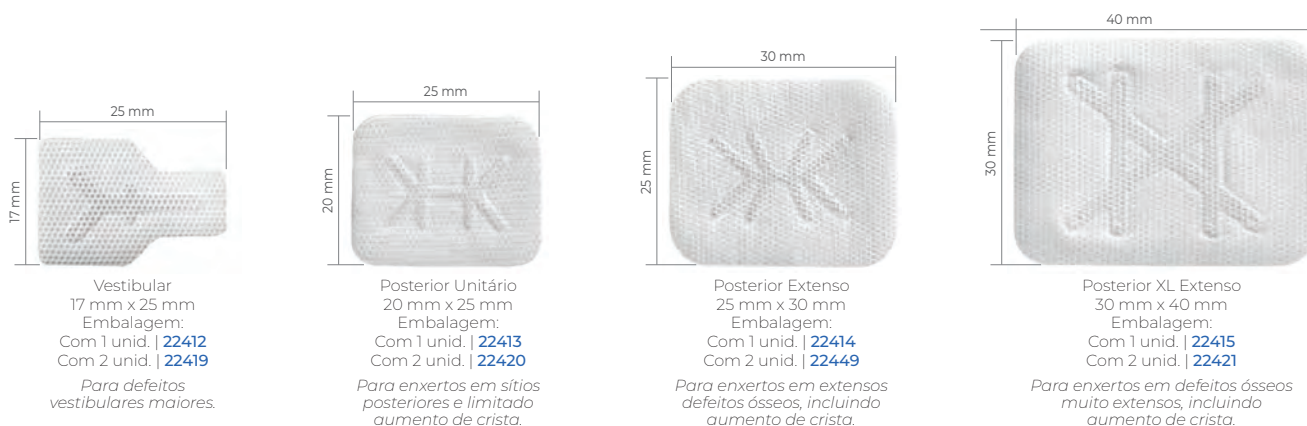 25 mm
17 mm
Vestibular
17 mm x 25 mm
Embalagem:
Com 1 unid. | 22412
Com 2 unid. | 22419
Para defeitos
vestibulares maiores.
25 mm
20 mm
Posterior Unitário
20 mm x 25 mm
Embalagem:
Com 1 unid. | 22413
Com 2 unid. | 22420
Para enxertos em sítios
posteriores e limitado
aumento de crista.
30 mm
25 mm
Posterior Extenso
25 mm x 30 mm
Embalagem:
Com 1 unid. | 22414
Com 2 unid. | 22449
Para enxertos em extensos
defeitos ósseos, incluindo
aumento de crista.
40 mm
30 mm
Posterior XL Extenso
30 mm x 40 mm
Embalagem:
Com 1 unid. | 22415
Com 2 unid. | 22421
Para enxertos em defeitos ósseos
muito extensos, incluindo
aumento de crista.